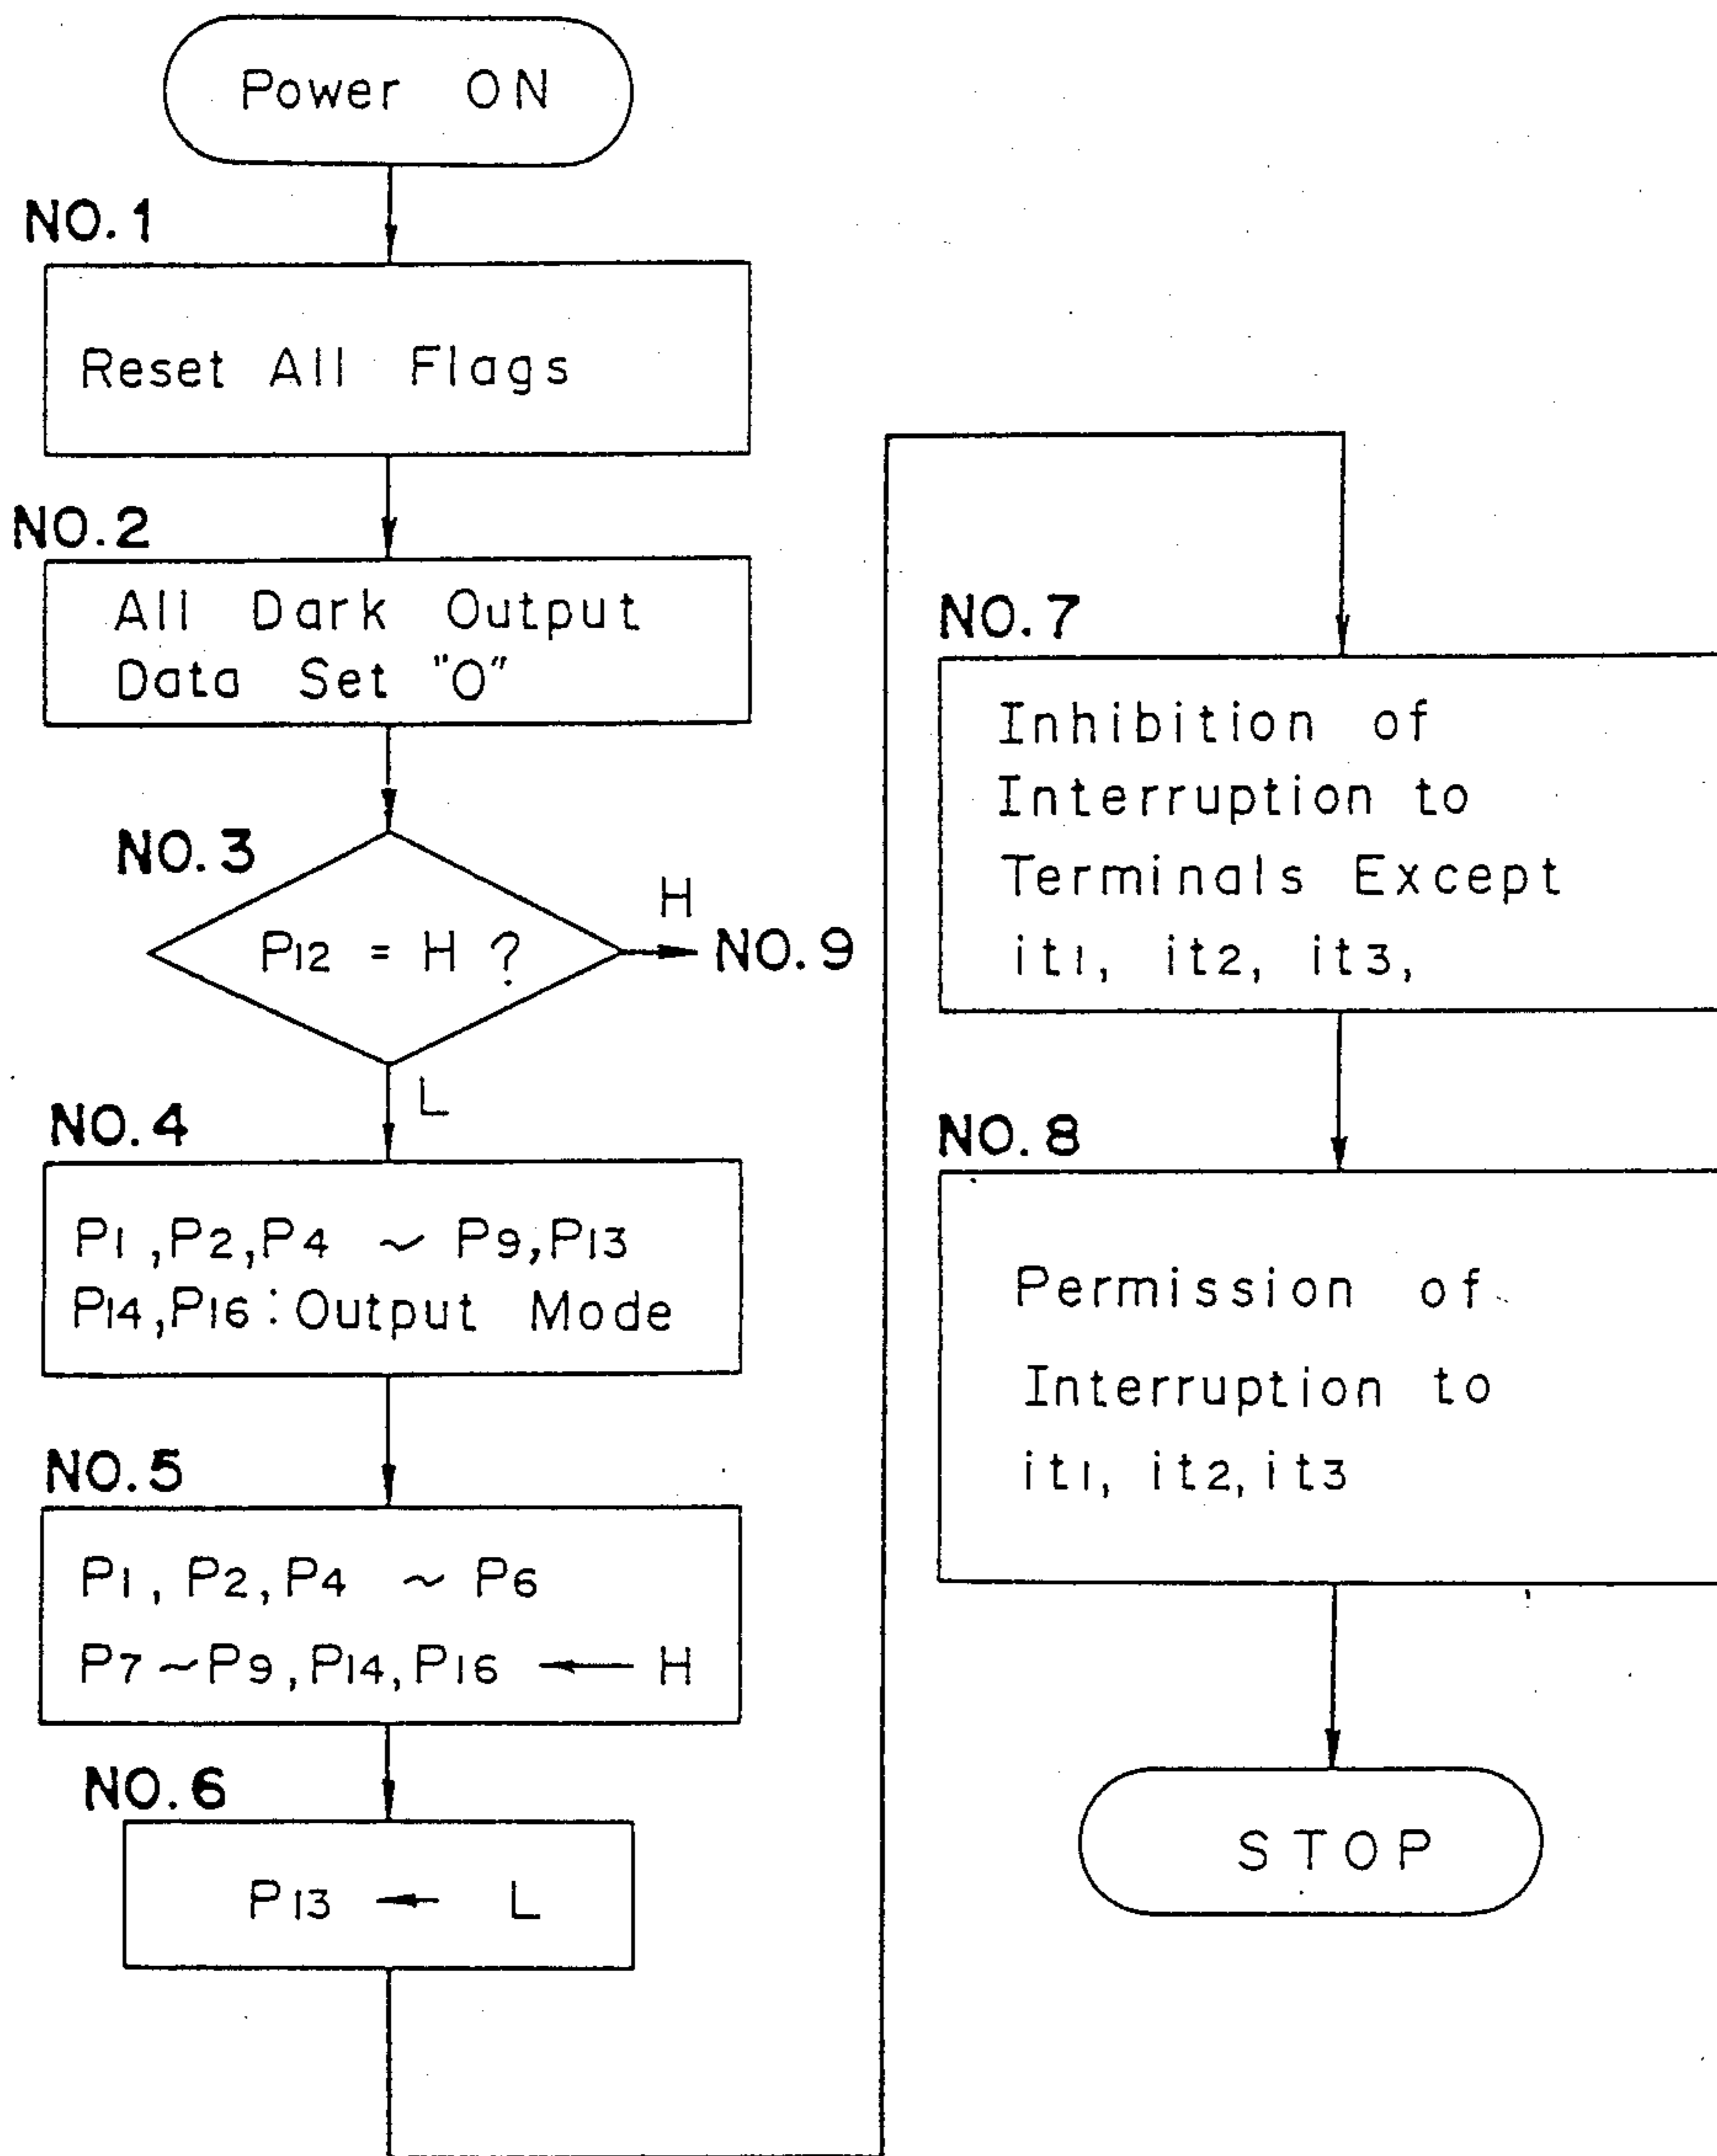 Power ON
NO.1
Reset All Flags
NO.2
All Dark Output
Data Set "0"
NO.3
P12 = H ?
H
NO.9
L
NO.4
P1, P2, P4 ~ P9, P13
P14, P16 : Output Mode
NO.5
P1, P2, P4 ~ P6
P7 ~ P9, P14, P16 ← H
NO.6
P13 ← L
NO.7
Inhibition of
Interruption to
Terminals Except
it1, it2, it3,
NO.8
Permission of
Interruption to
it1, it2, it3
STOP